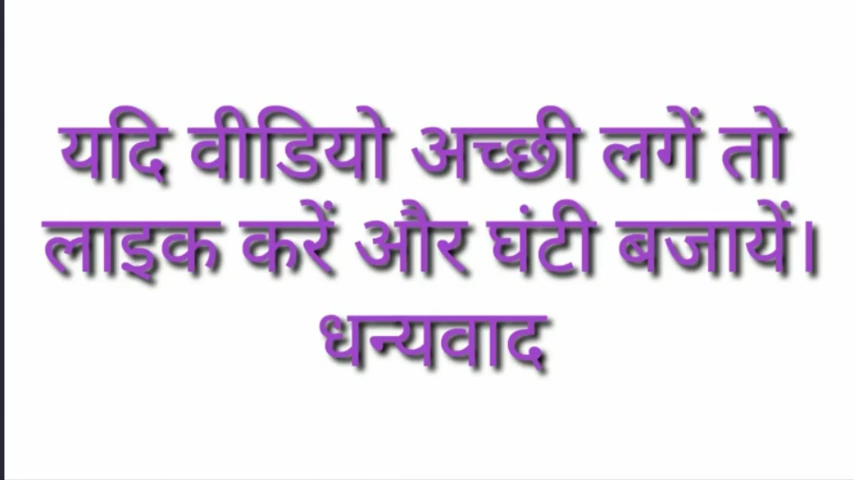 यदि वीडियो अच्छी लगें तो
लाइक करें और घंटी बजायें।
धन्यवाद